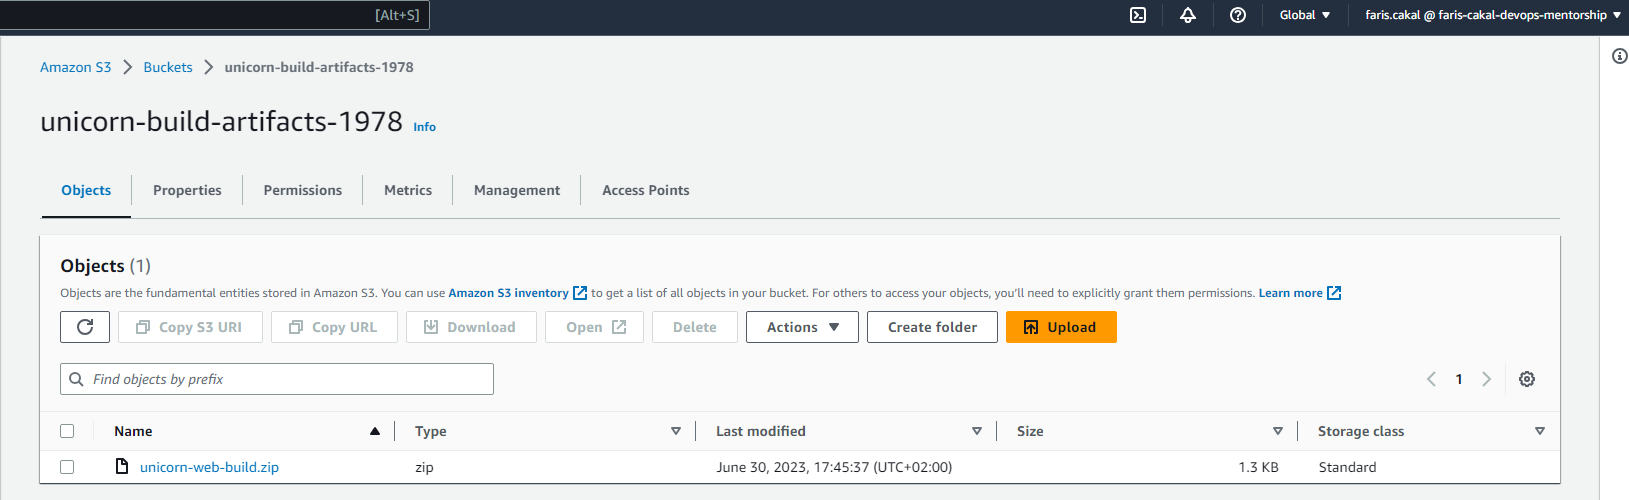 [Alt+S] Global faris.cakal @ faris-cakal-devops-mentorship
Amazon S3 Buckets unicorn-build-artifacts-1978
unicorn-build-artifacts-1978 Info
Objects Properties Permissions Metrics Management Access Points
Objects (1)
Objects are the fundamental entities stored in Amazon S3. You can use Amazon S3 inventory to get a list of all objects in your bucket. For others to access your objects, you'll need to explicitly grant them permissions. Learn more
Copy S3 URI Copy URL Download Open Delete Actions Create folder Upload
Find objects by prefix 1
Name Type Last modified Size Storage class
unicorn-web-build.zip zip June 30, 2023, 17:45:37 (UTC+02:00) 1.3 KB Standard